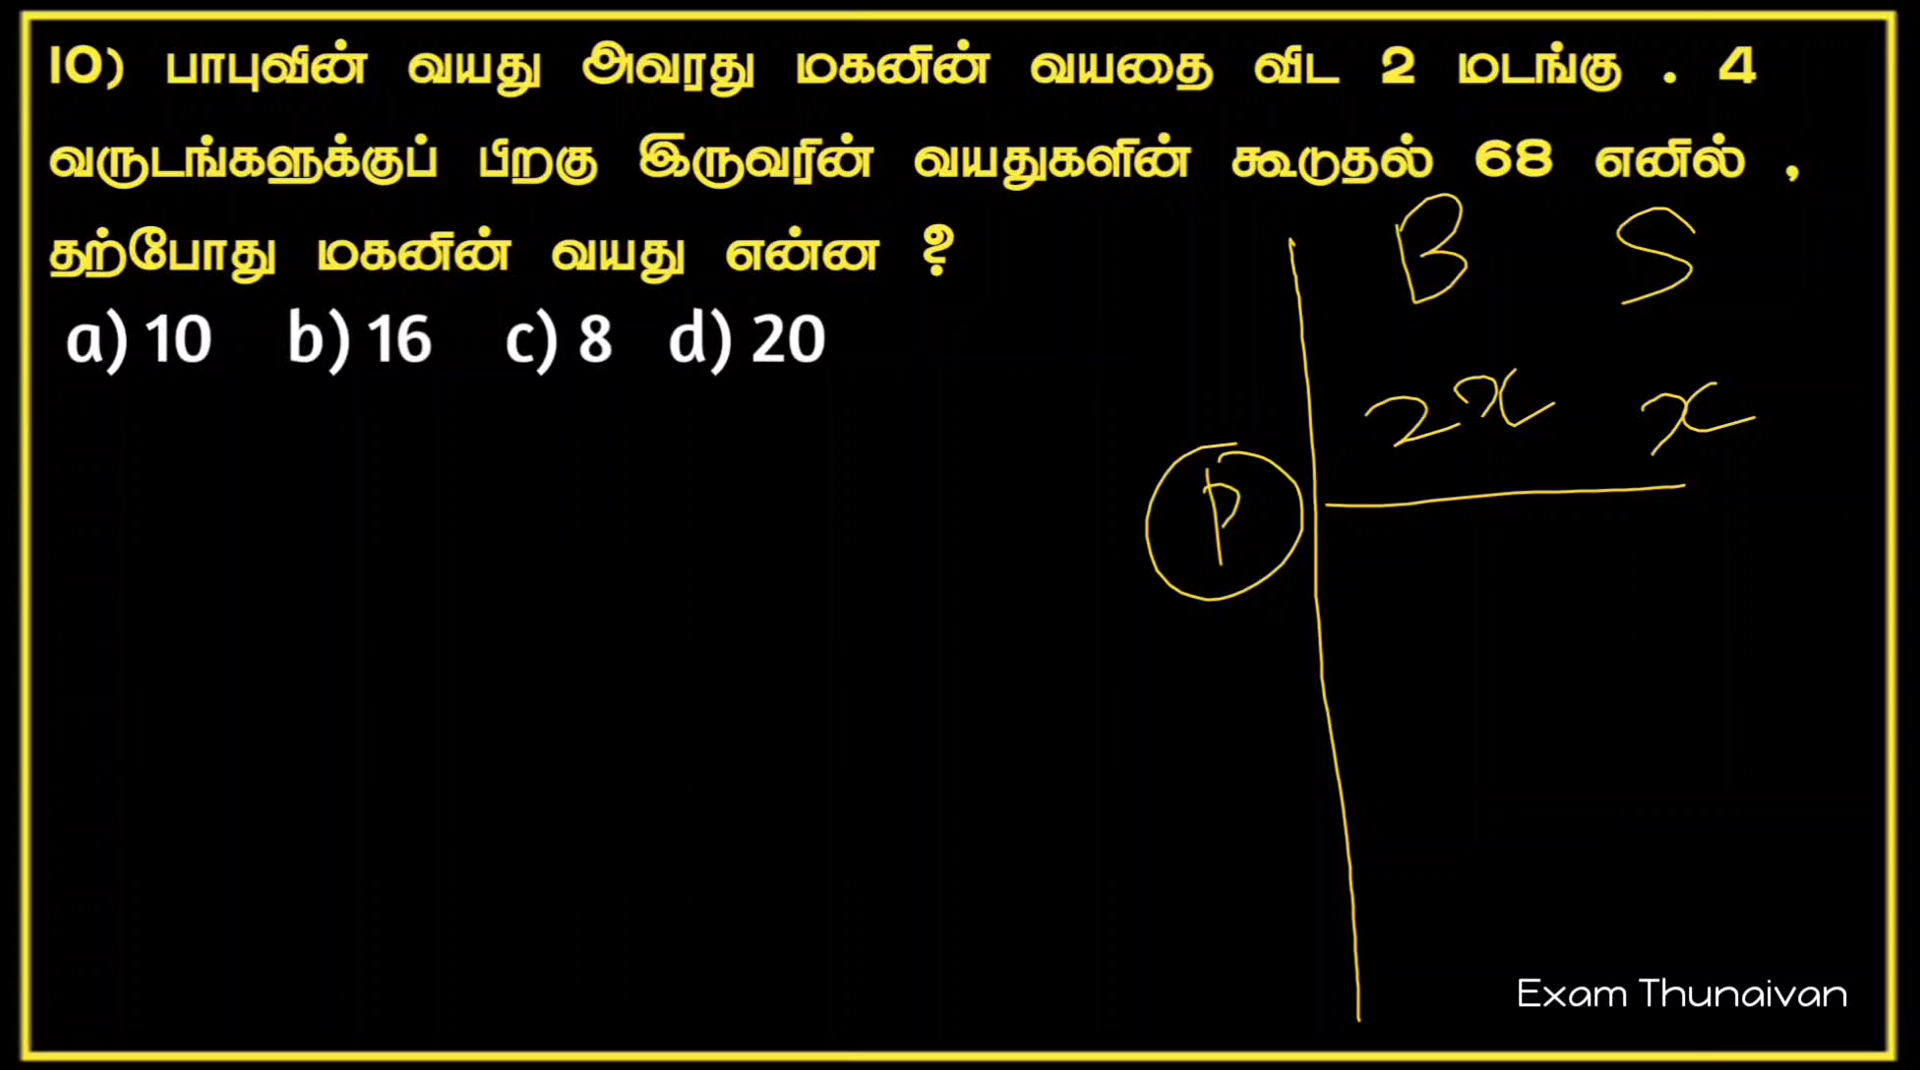 10) பாபுவின் வயது அவரது மகனின் வயதை விட 2 மடங்கு . 4
வருடங்களுக்குப் பிறகு இருவரின் வயதுகளின் கூடுதல் 68 எனில் ,
தற்போது மகனின் வயது என்ன ?
a) 10 b) 16 c) 8 d) 20
B S
2x x
P
Exam Thunaivan